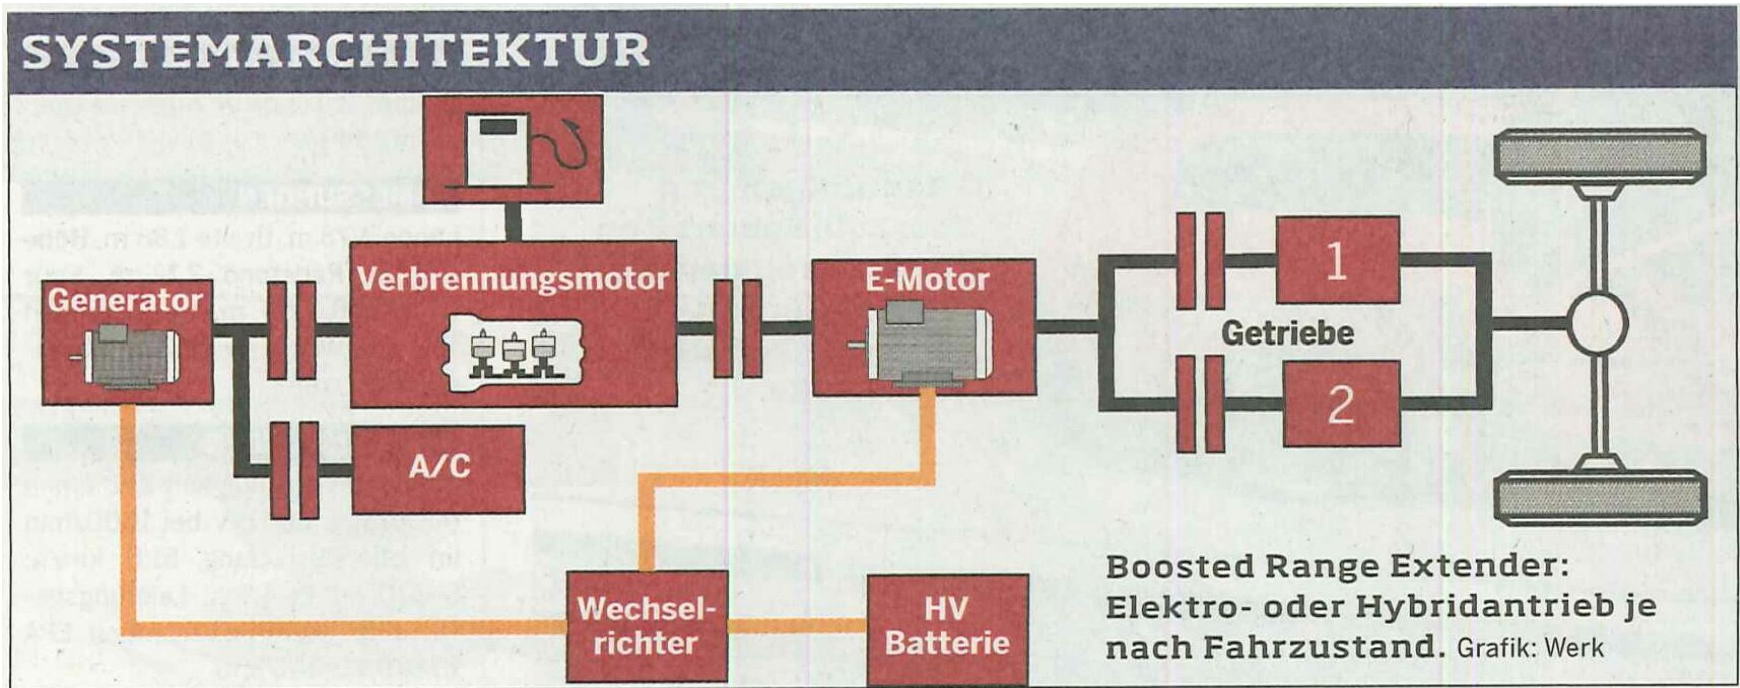 SYSTEMARCHITEKTUR
Generator
Verbrennungsmotor
E-Motor
1
Getriebe
2
A/C
Wechsel-
richter
HV
Batterie
Boosted Range Extender:
Elektro- oder Hybridantrieb je
nach Fahrzustand. Grafik: Werk